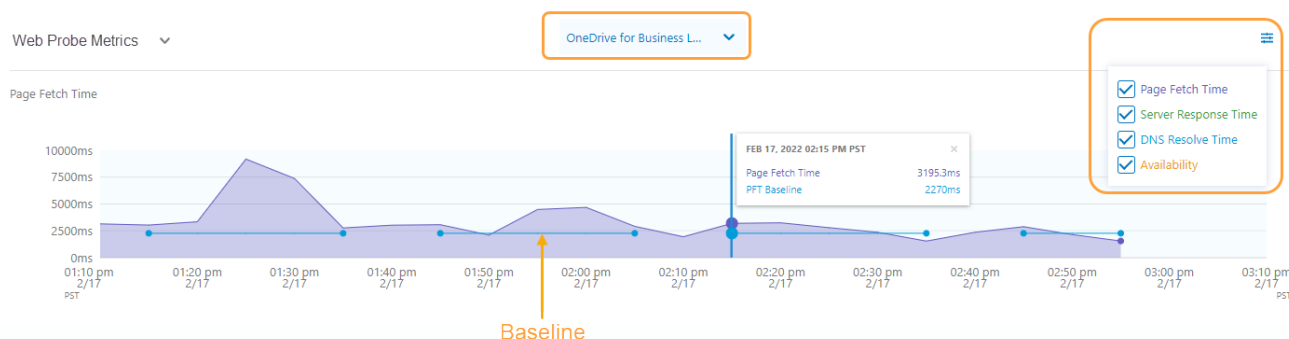 Web Probe Metrics
OneDrive for Business L...
Page Fetch Time
Page Fetch Time
Server Response Time
DNS Resolve Time
Availability
FEB 17, 2022 02:15 PM PST ×
Page Fetch Time 3195.3ms
PFT Baseline 2270ms
10000ms
7500ms
5000ms
2500ms
0ms
01:10 pm 01:20 pm 01:30 pm 01:40 pm 01:50 pm 02:00 pm 02:10 pm 02:20 pm 02:30 pm 02:40 pm 02:50 pm 03:00 pm 03:10 pm
2/17 2/17 2/17 2/17 2/17 2/17 2/17 2/17 2/17 2/17 2/17 2/17 2/17
PST PST
Baseline